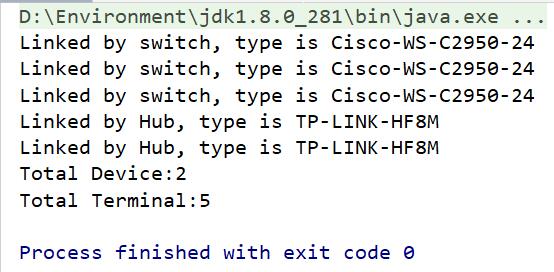 D:\Environment\jdk1.8.0_281\bin\java.exe ...
Linked by switch, type is Cisco-WS-C2950-24
Linked by switch, type is Cisco-WS-C2950-24
Linked by switch, type is Cisco-WS-C2950-24
Linked by Hub, type is TP-LINK-HF8M
Linked by Hub, type is TP-LINK-HF8M
Total Device:2
Total Terminal:5
Process finished with exit code 0